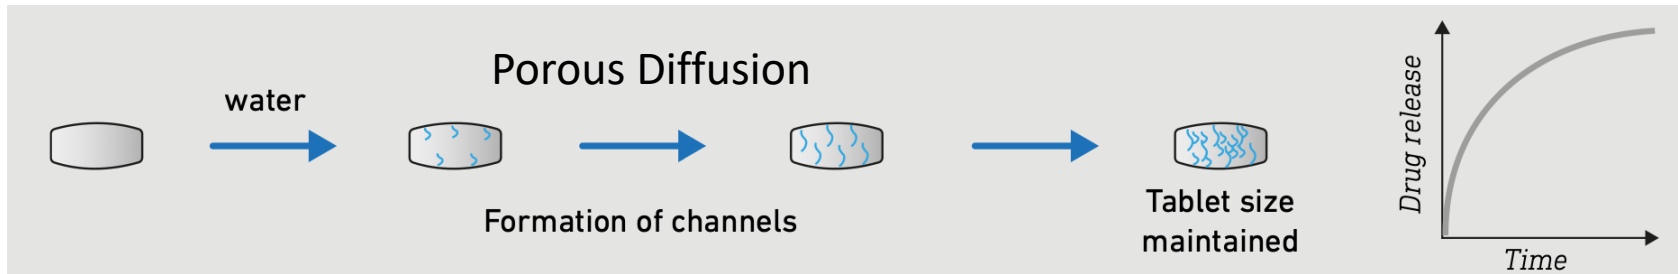 Porous Diffusion
water
Formation of channels
Tablet size
maintained
Drug release
Time